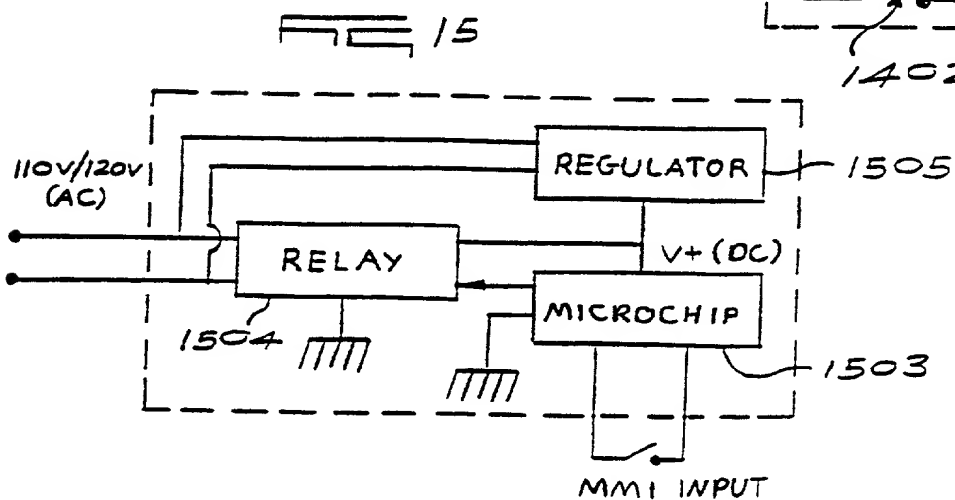 15
1402
110V/120V
(AC)
REGULATOR
1505
RELAY
V+ (DC)
MICROCHIP
1504
1503
MMI INPUT